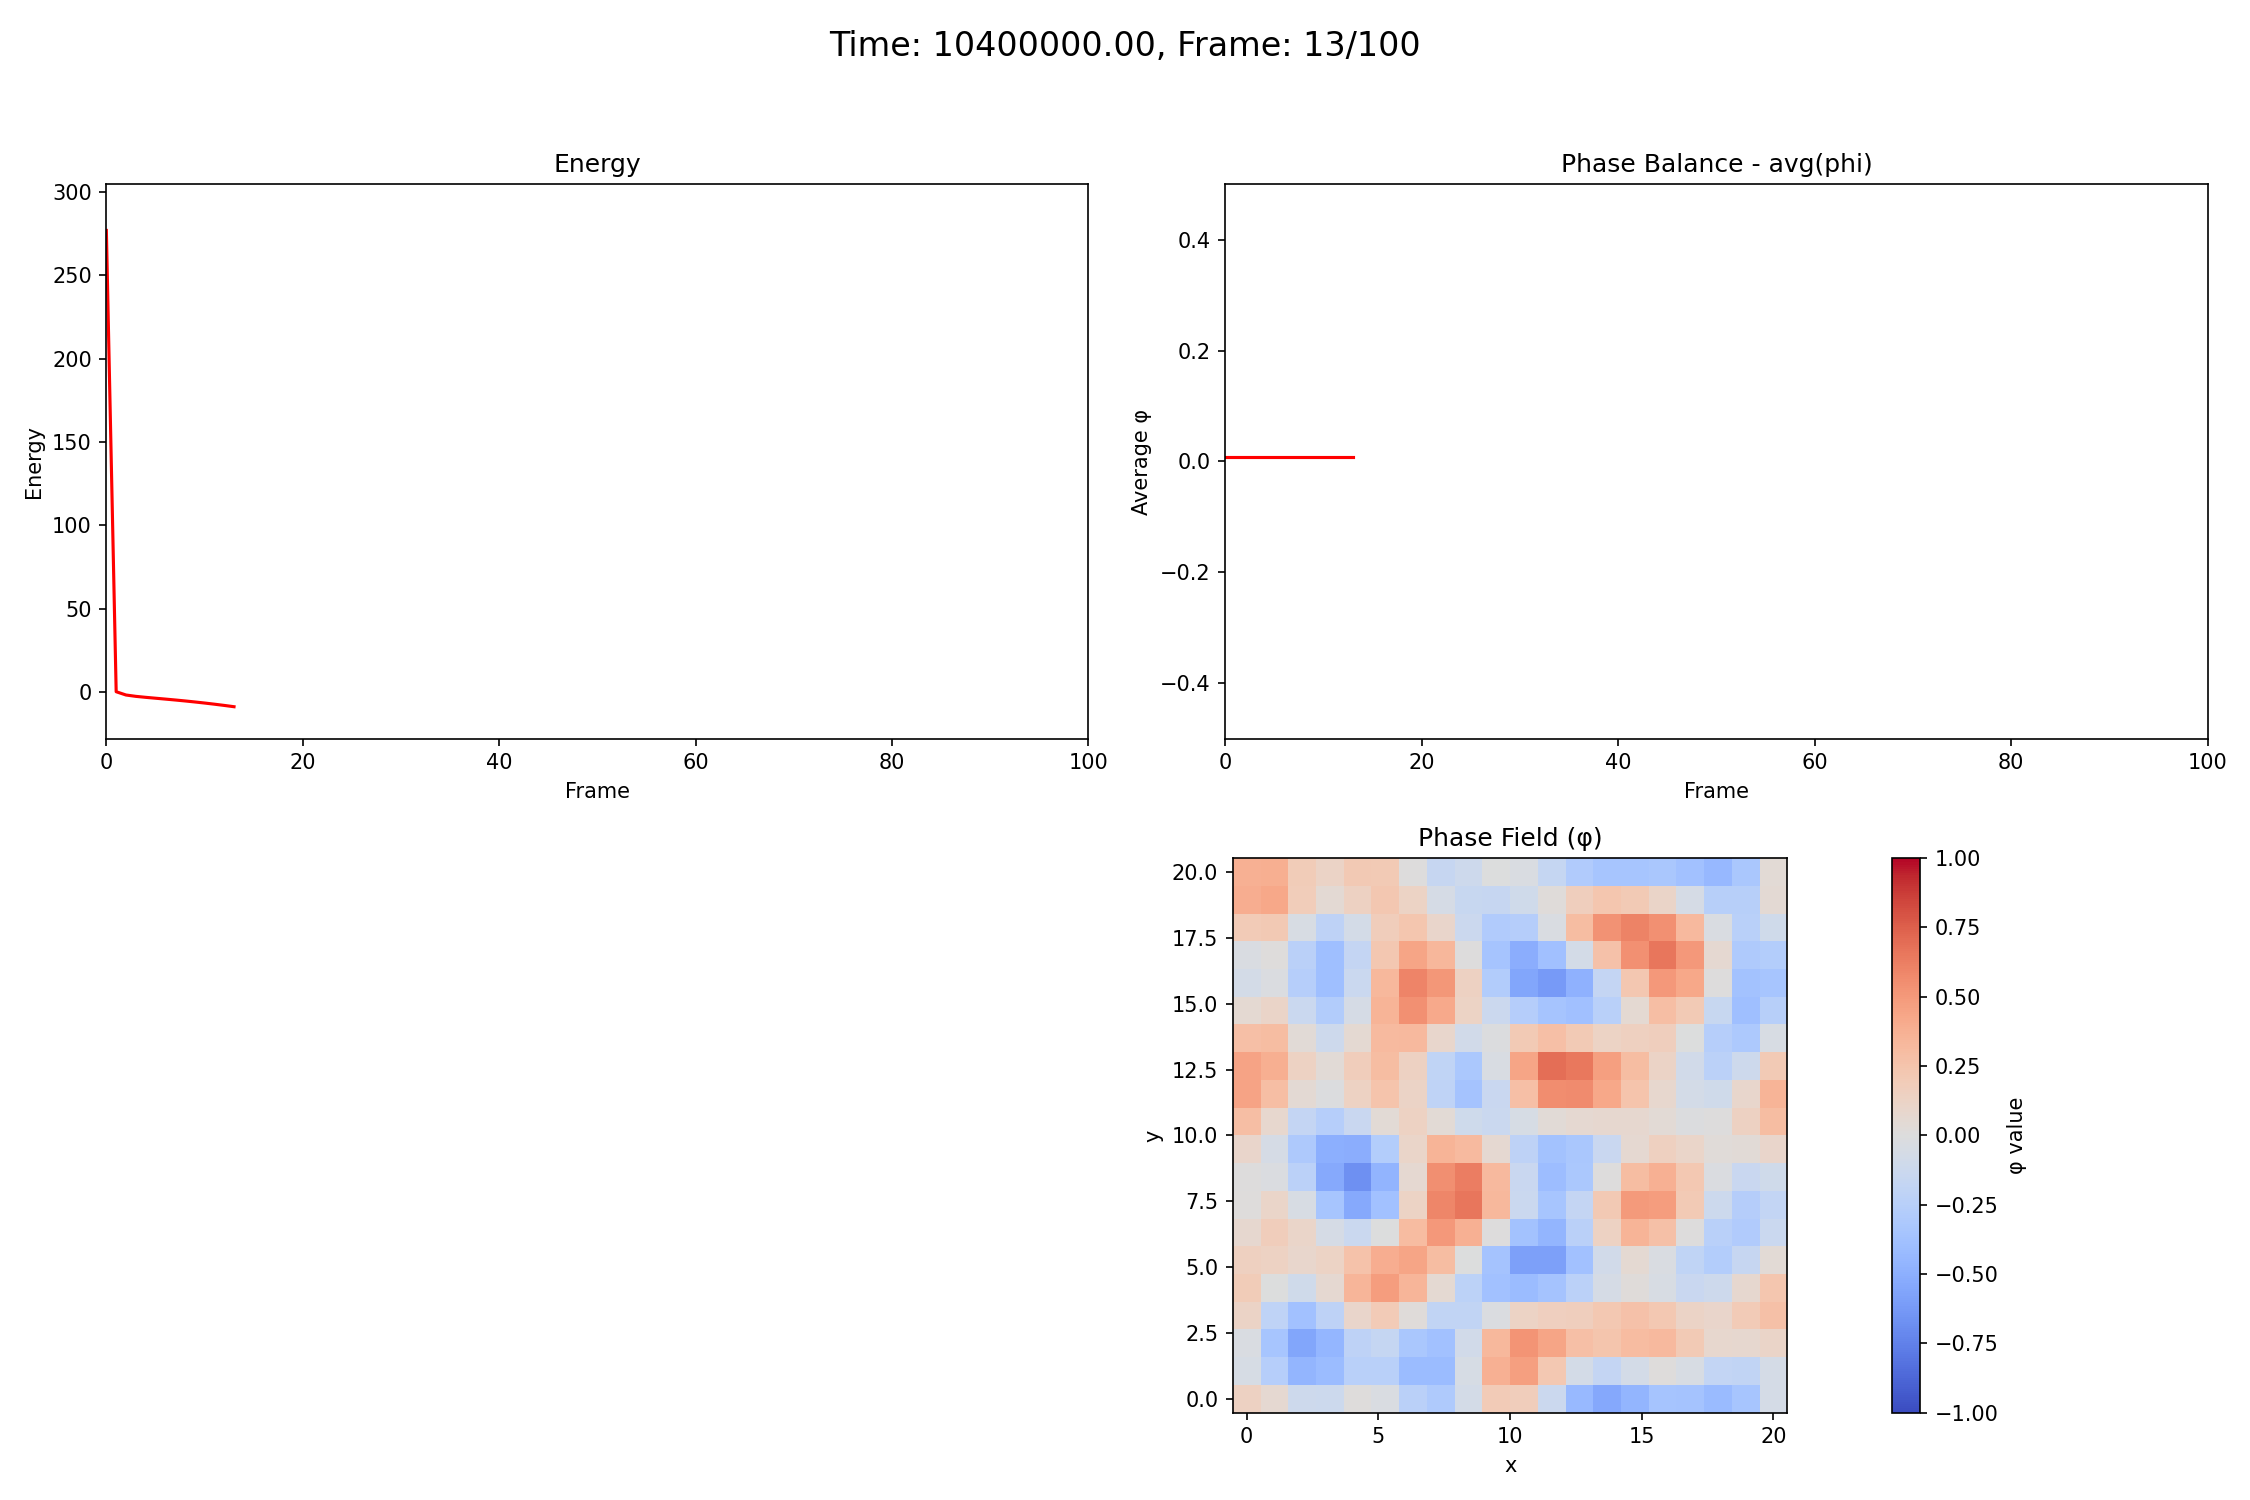 Time: 10400000.00, Frame: 13/100
Energy
300
250
200
150
100
50
0
Energy
0 20 40 60 80 100
Frame
Phase Balance - avg(phi)
0.4
0.2
0.0
−0.2
−0.4
Average φ
0 20 40 60 80 100
Frame
Phase Field (φ)
20.0
17.5
15.0
12.5
10.0
7.5
5.0
2.5
0.0
y
0 5 10 15 20
x
1.00
0.75
0.50
0.25
0.00
−0.25
−0.50
−0.75
−1.00
φ value